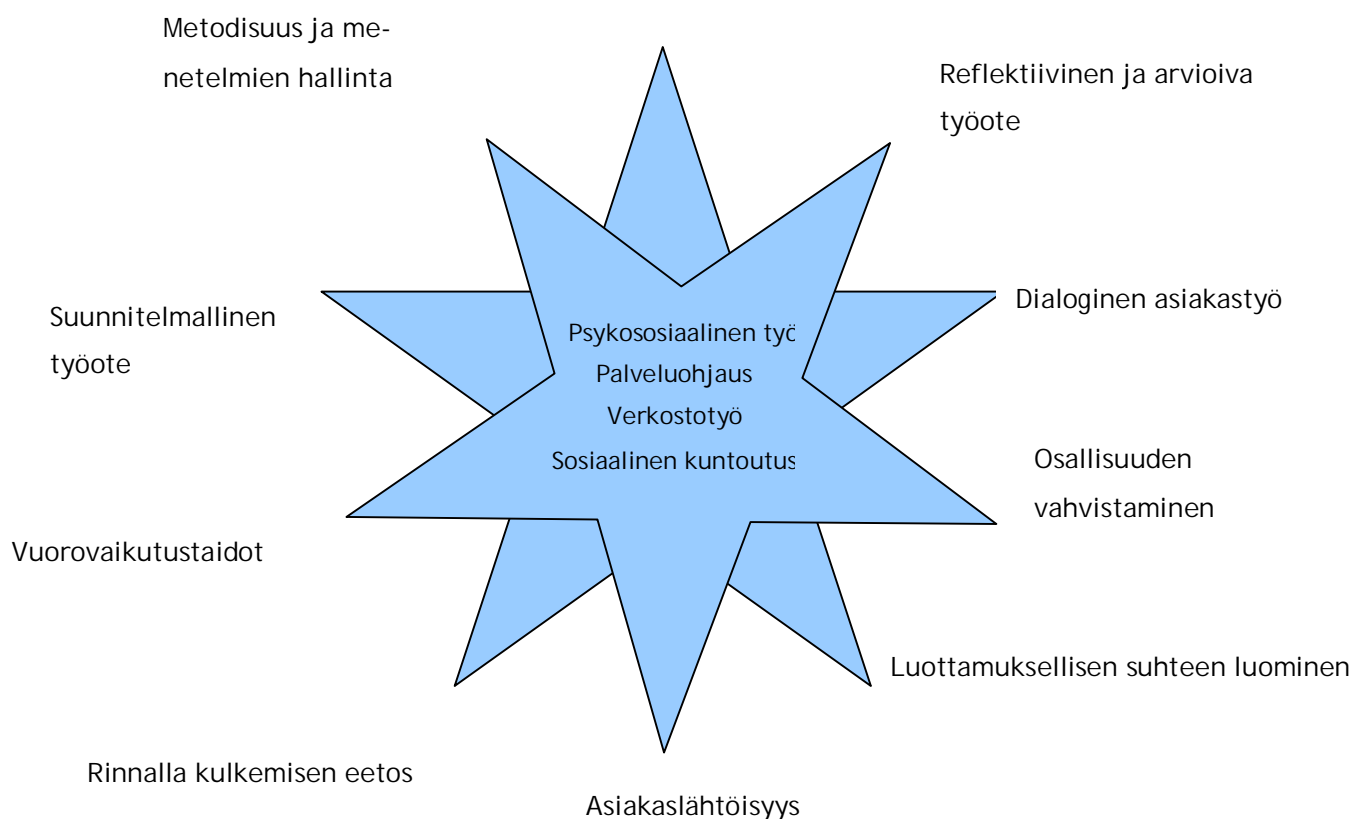 Metodisuus ja me-
netelmien hallinta
Reflektiivinen ja arvioiva
työote
Suunnitelmallinen
työote
Dialoginen asiakastyö
Psykososiaalinen työ
Palveluohjaus
Verkostotyö
Sosiaalinen kuntoutus
Osallisuuden
vahvistaminen
Vuorovaikutustaidot
Luottamuksellisen suhteen luominen
Rinnalla kulkemisen eetos
Asiakaslähtöisyys